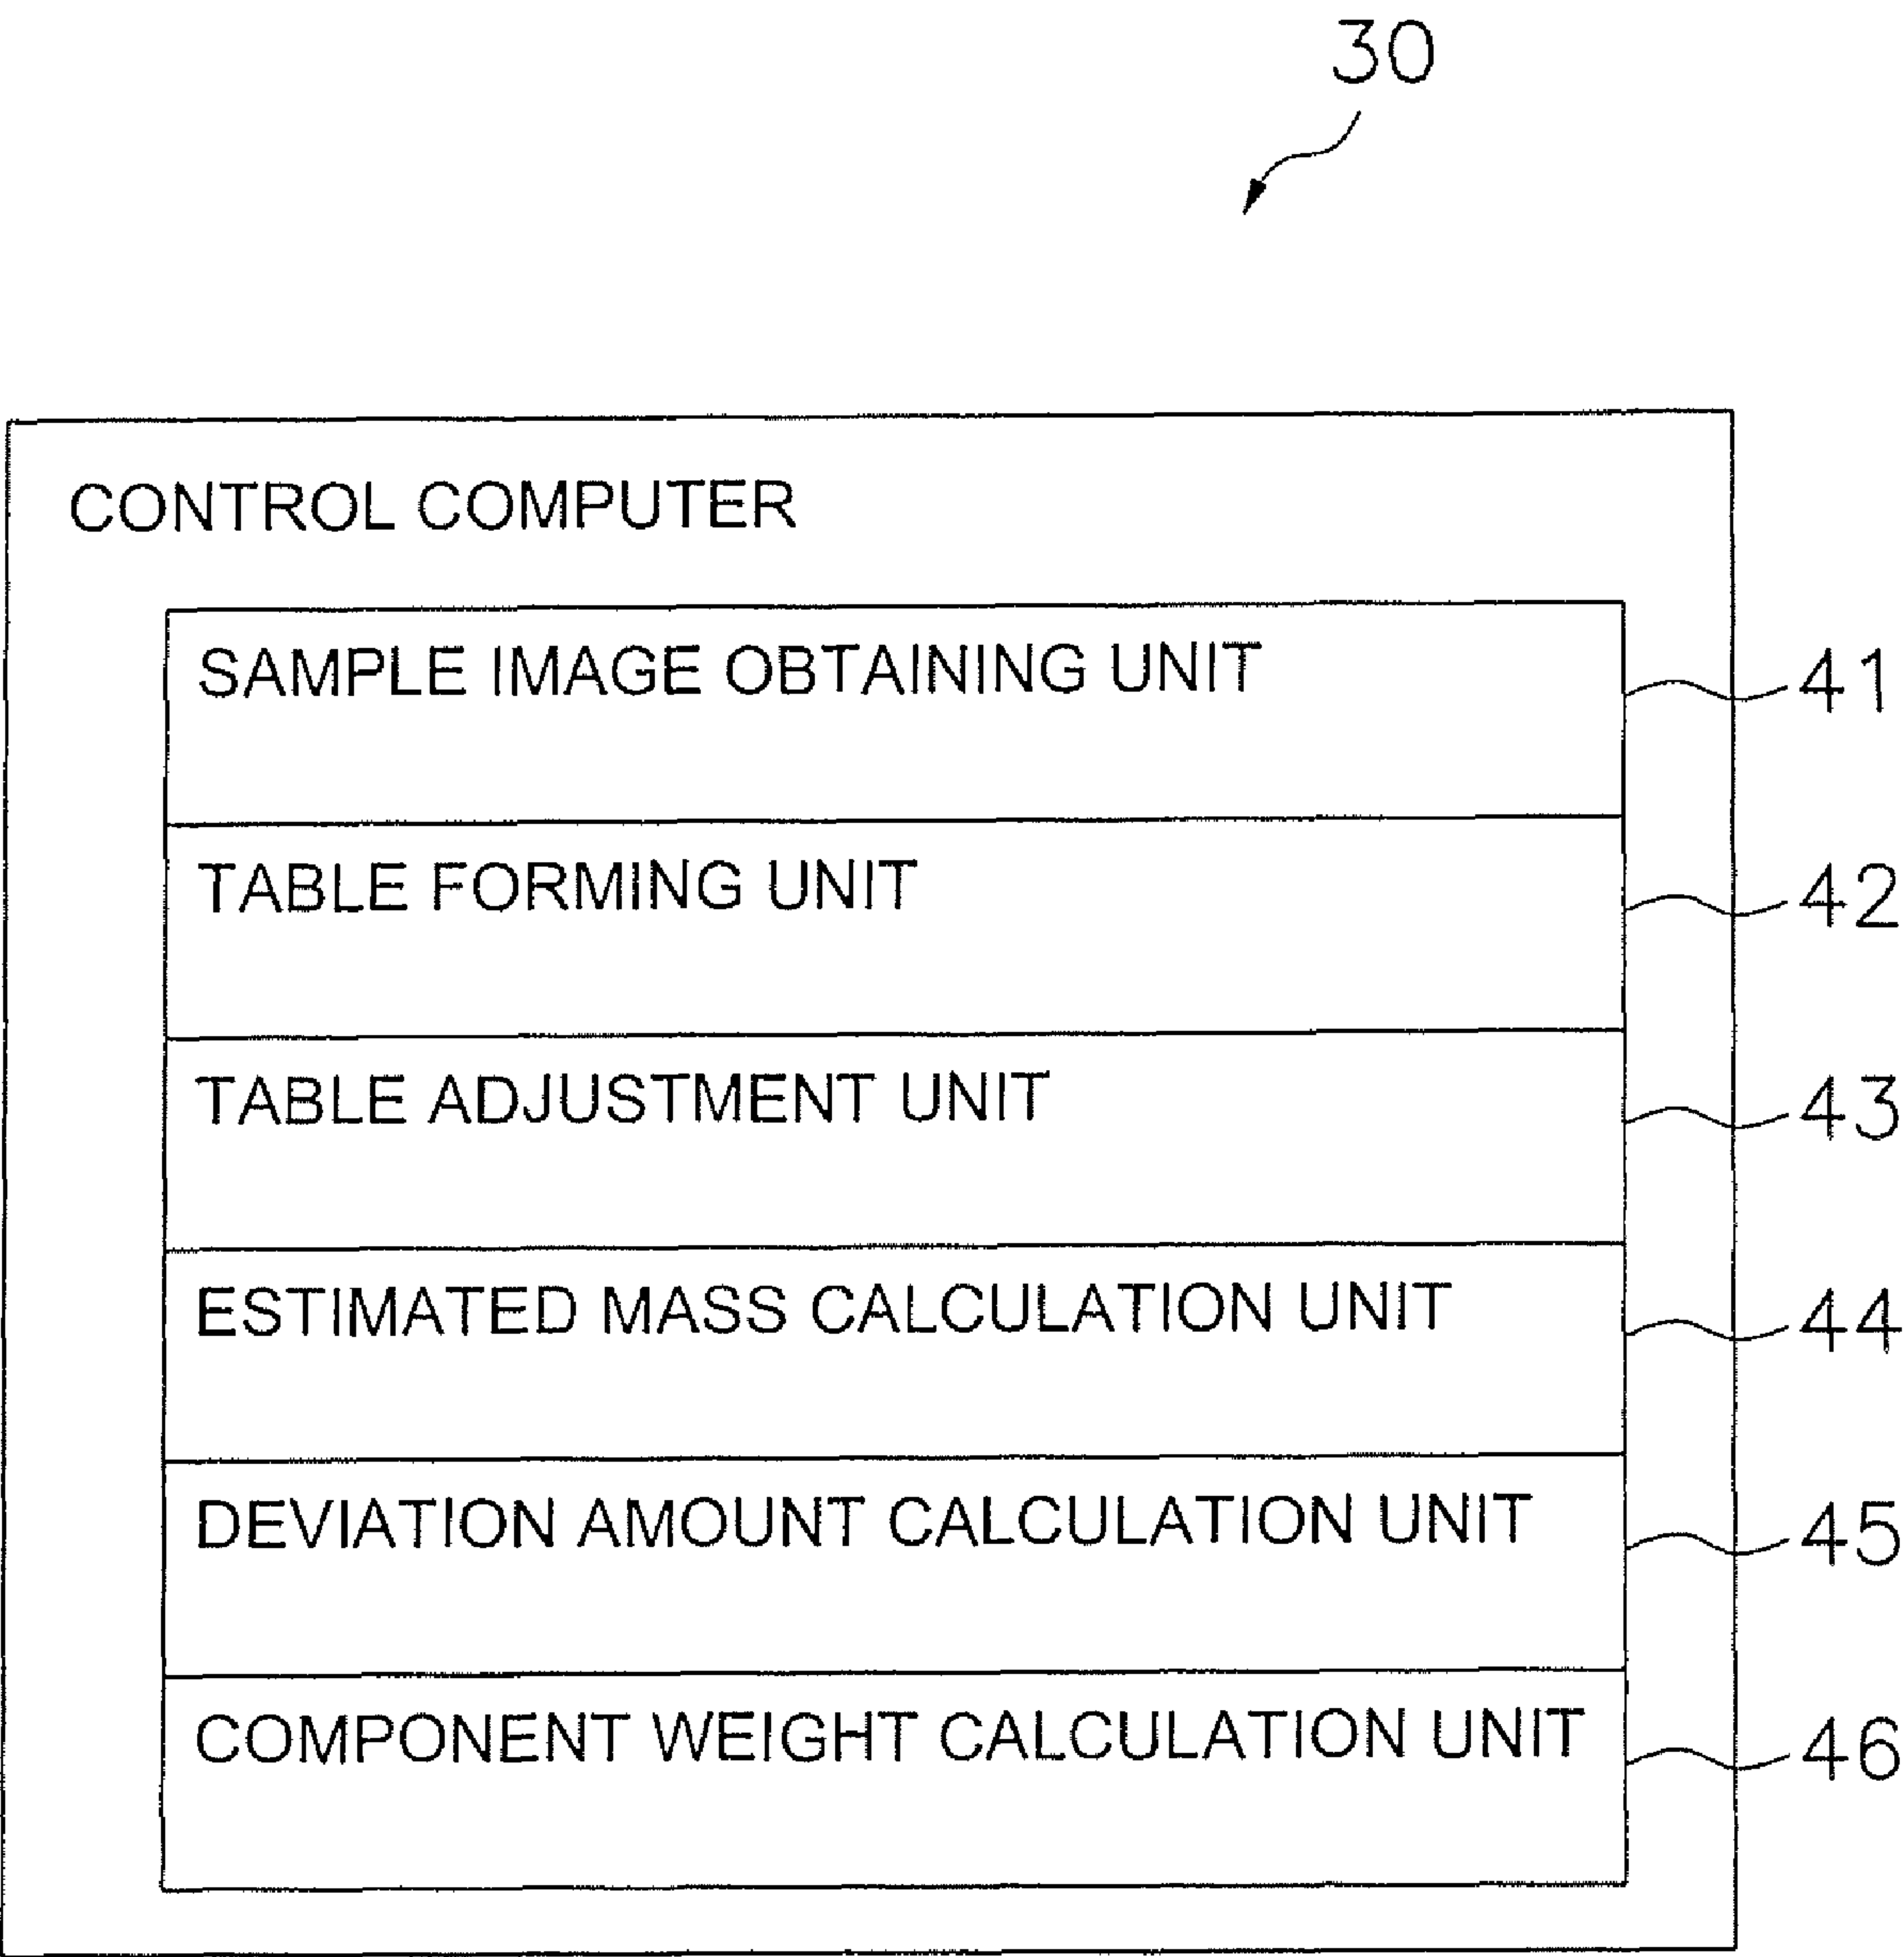 30
CONTROL COMPUTER
SAMPLE IMAGE OBTAINING UNIT 41
TABLE FORMING UNIT 42
TABLE ADJUSTMENT UNIT 43
ESTIMATED MASS CALCULATION UNIT 44
DEVIATION AMOUNT CALCULATION UNIT 45
COMPONENT WEIGHT CALCULATION UNIT 46